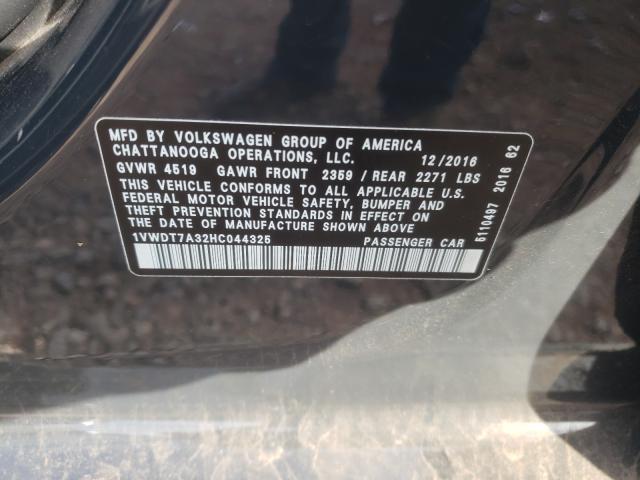 MFD BY VOLKSWAGEN GROUP OF AMERICA
CHATTANOOGA OPERATIONS, LLC. 12/2016
GVWR 4519 GAWR FRONT 2359 / REAR 2271 LBS
THIS VEHICLE CONFORMS TO ALL APPLICABLE U.S.
FEDERAL MOTOR VEHICLE SAFETY, BUMPER AND
THEFT PREVENTION STANDARDS IN EFFECT ON
THE DATE OF MANUFACTURE SHOWN ABOVE
1VWDT7A32HC044325 PASSENGER CAR
6110497 2016 62